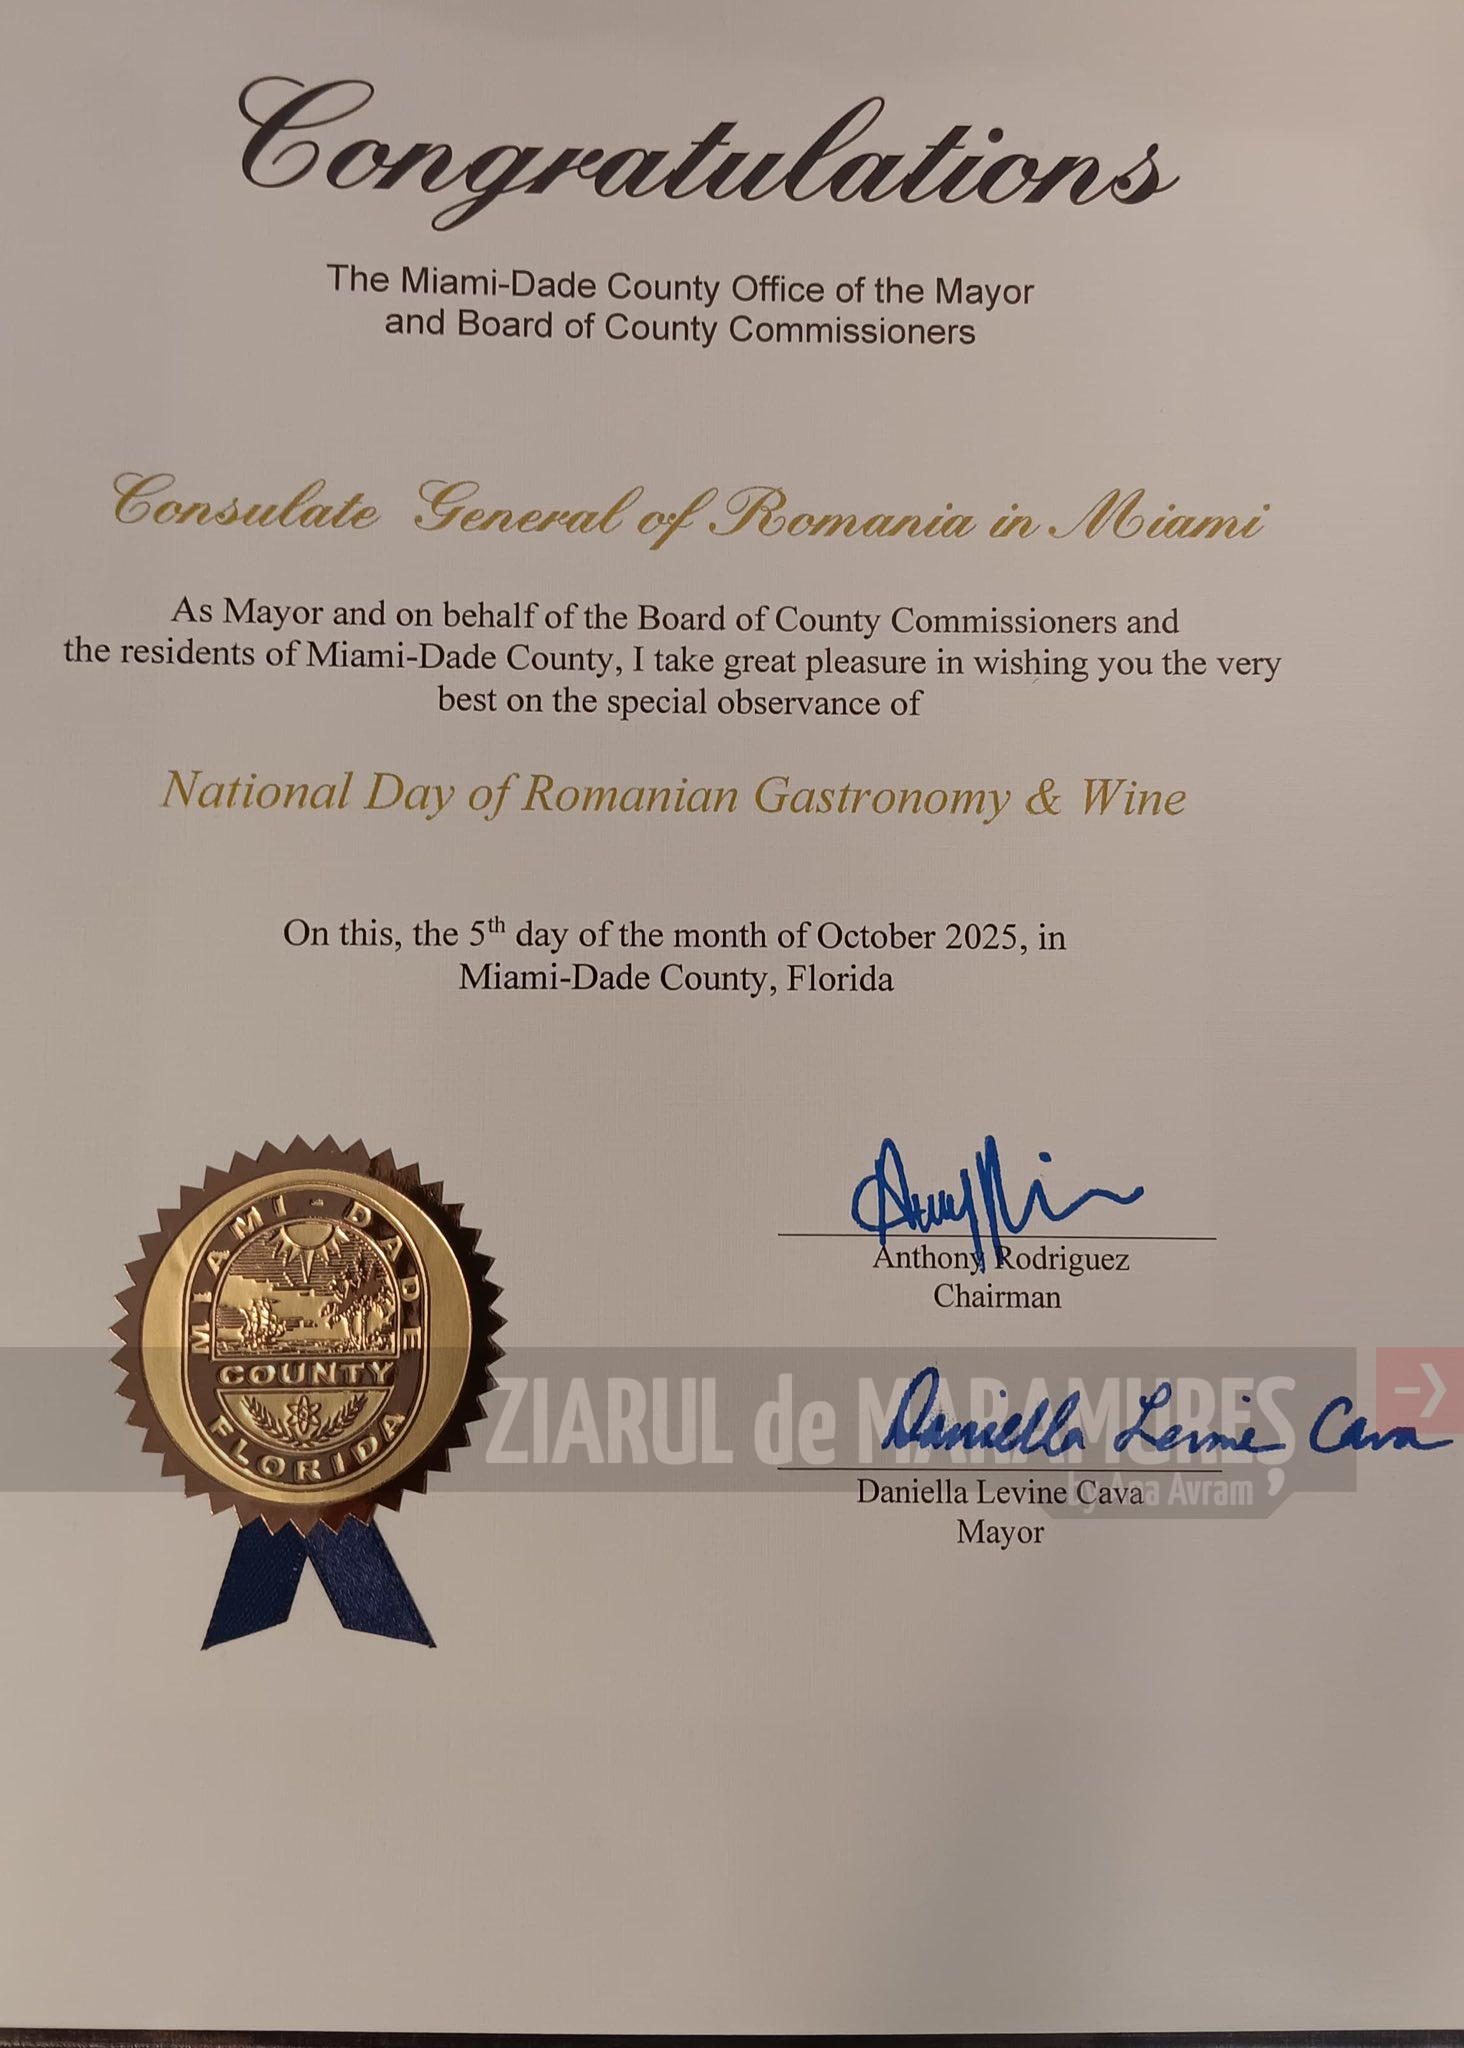 Congratulations
The Miami-Dade County Office of the Mayor
and Board of County Commissioners
Consulate General of Romania in Miami
As Mayor and on behalf of the Board of County Commissioners and
the residents of Miami-Dade County, I take great pleasure in wishing you the very
best on the special observance of
National Day of Romanian Gastronomy & Wine
On this, the 5th day of the month of October 2025, in
Miami-Dade County, Florida
MIAMI-DADE
COUNTY
FLORIDA
Anthony Rodriguez
Chairman
ZIARUL de MARAMUREȘ
Daniella Levine Cava
by Ana Avram
Daniella Levine Cava
Mayor